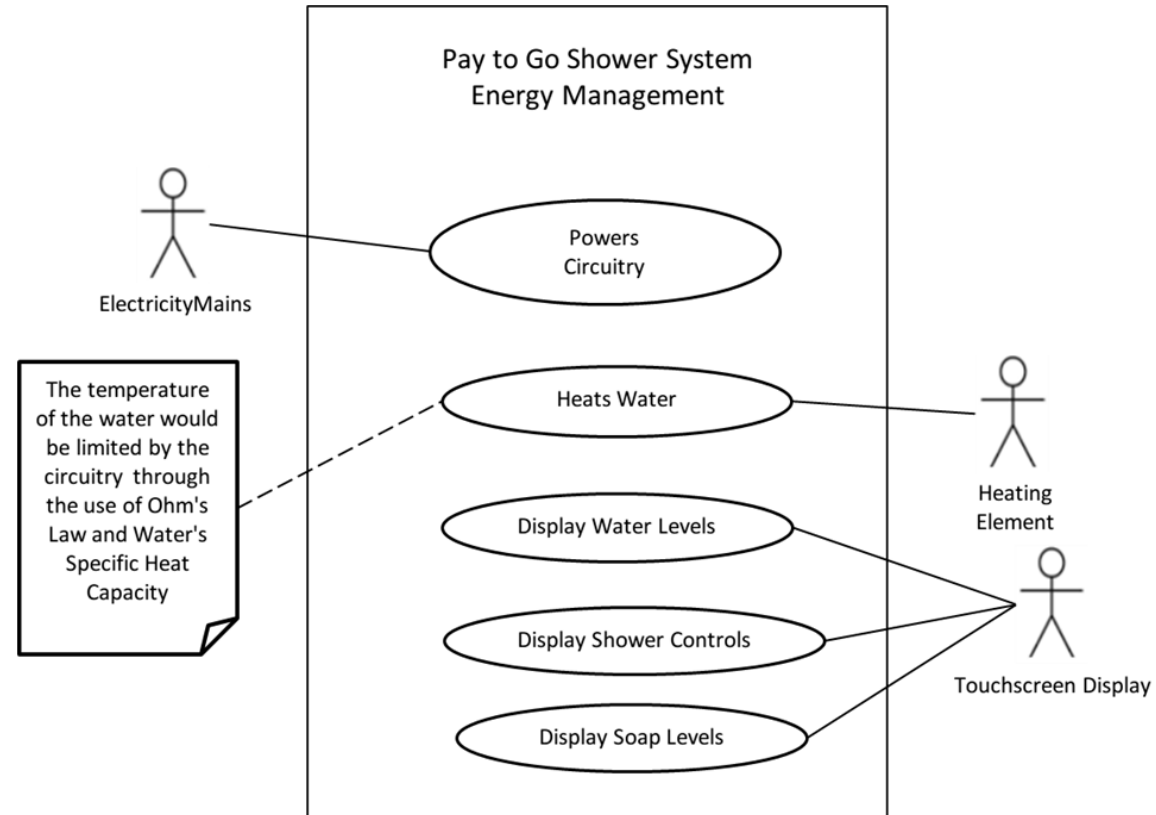 Pay to Go Shower System
Energy Management
Powers
Circuitry
ElectricityMains
The temperature
of the water would
be limited by the
circuitry through
the use of Ohm's
Law and Water's
Specific Heat
Capacity
Heats Water
Heating
Element
Display Water Levels
Display Shower Controls
Touchscreen Display
Display Soap Levels